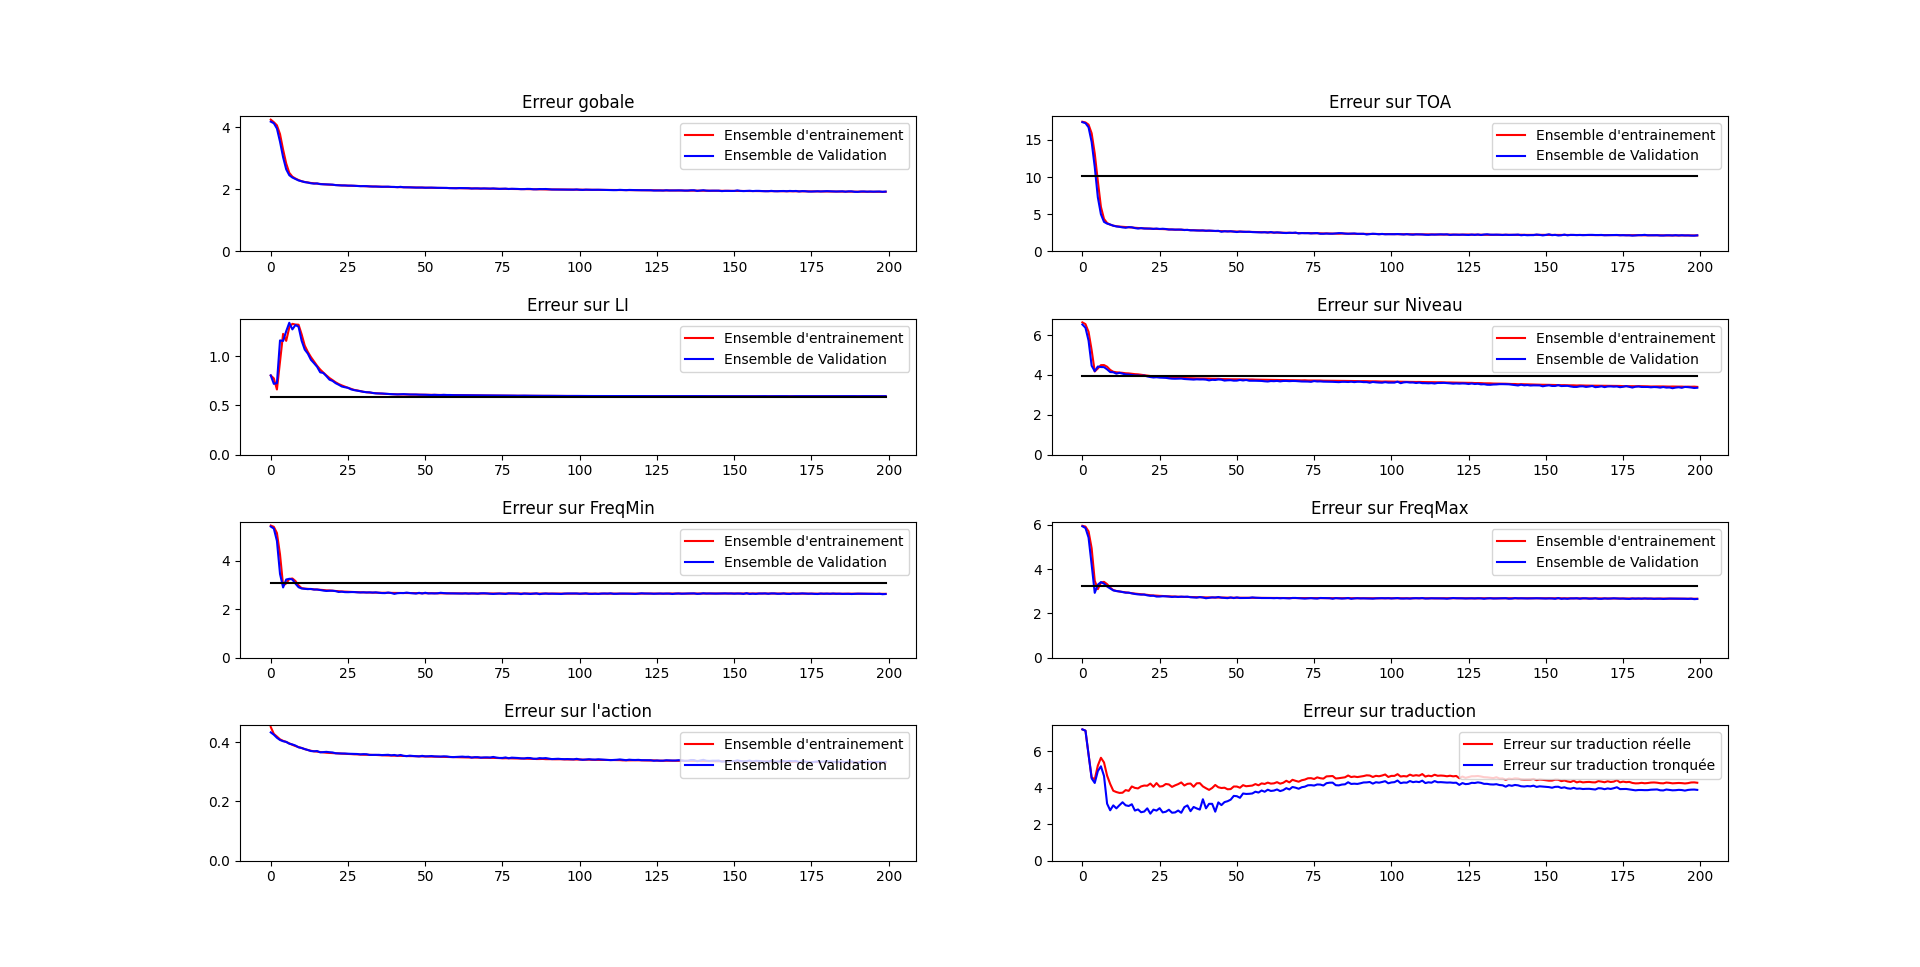 Erreur gobale
4
2
0
Ensemble d'entrainement
Ensemble de Validation
0 25 50 75 100 125 150 175 200
Erreur sur TOA
15
10
5
0
Ensemble d'entrainement
Ensemble de Validation
0 25 50 75 100 125 150 175 200
Erreur sur LI
1.0
0.5
0.0
Ensemble d'entrainement
Ensemble de Validation
0 25 50 75 100 125 150 175 200
Erreur sur Niveau
6
4
2
0
Ensemble d'entrainement
Ensemble de Validation
0 25 50 75 100 125 150 175 200
Erreur sur FreqMin
4
2
0
Ensemble d'entrainement
Ensemble de Validation
0 25 50 75 100 125 150 175 200
Erreur sur FreqMax
6
4
2
0
Ensemble d'entrainement
Ensemble de Validation
0 25 50 75 100 125 150 175 200
Erreur sur l'action
0.4
0.2
0.0
Ensemble d'entrainement
Ensemble de Validation
0 25 50 75 100 125 150 175 200
Erreur sur traduction
6
4
2
0
Erreur sur traduction réelle
Erreur sur traduction tronquée
0 25 50 75 100 125 150 175 200